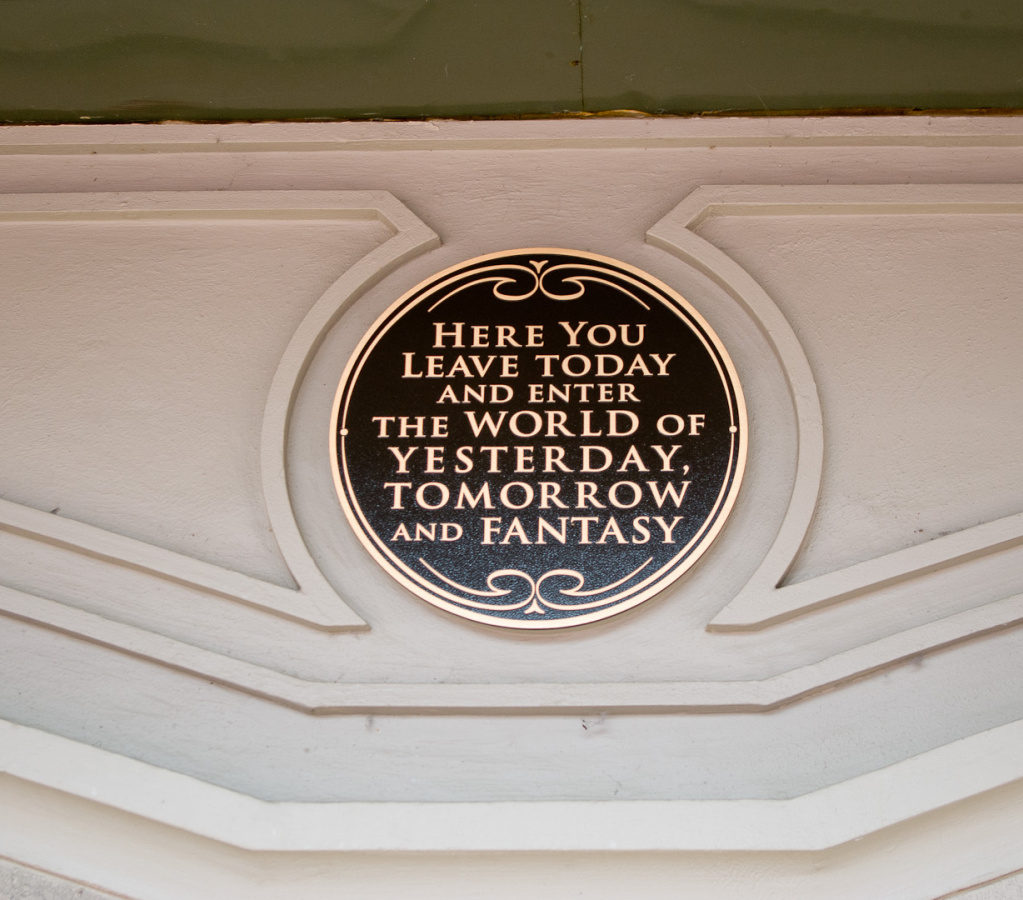 HERE YOU
LEAVE TODAY
AND ENTER
THE WORLD OF
YESTERDAY,
TOMORROW
AND FANTASY